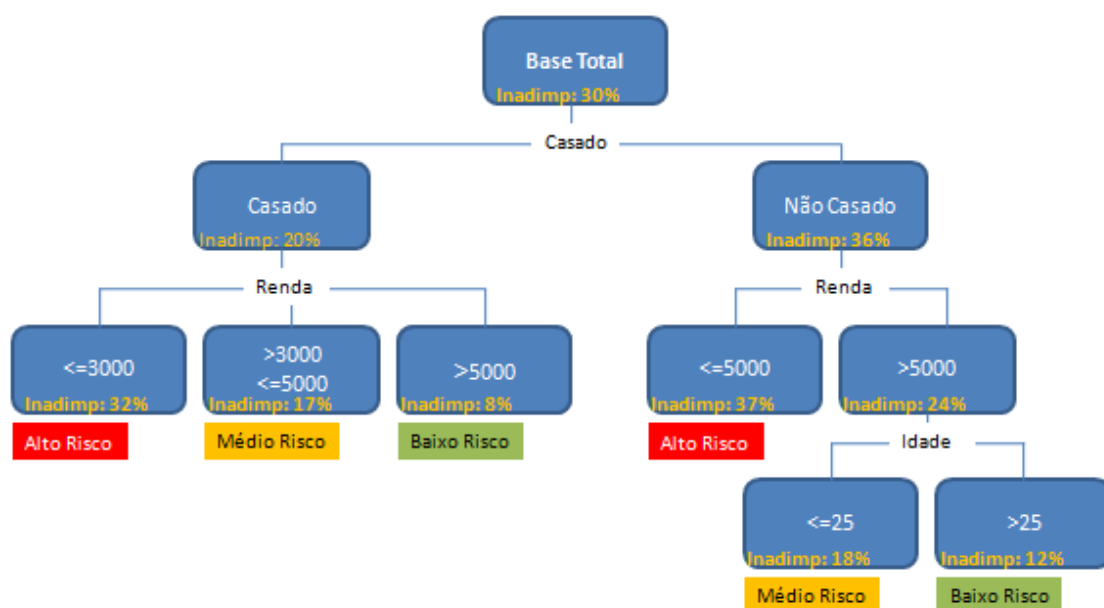 Base Total
Inadimp: 30%
Casado
Casado
Inadimp: 20%
Não Casado
Inadimp: 36%
Renda
Renda
<=3000
Inadimp: 32%
Alto Risco
>3000
<=5000
Inadimp: 17%
Médio Risco
>5000
Inadimp: 8%
Baixo Risco
<=5000
Inadimp: 37%
Alto Risco
>5000
Inadimp: 24%
Idade
<=25
Inadimp: 18%
Médio Risco
>25
Inadimp: 12%
Baixo Risco